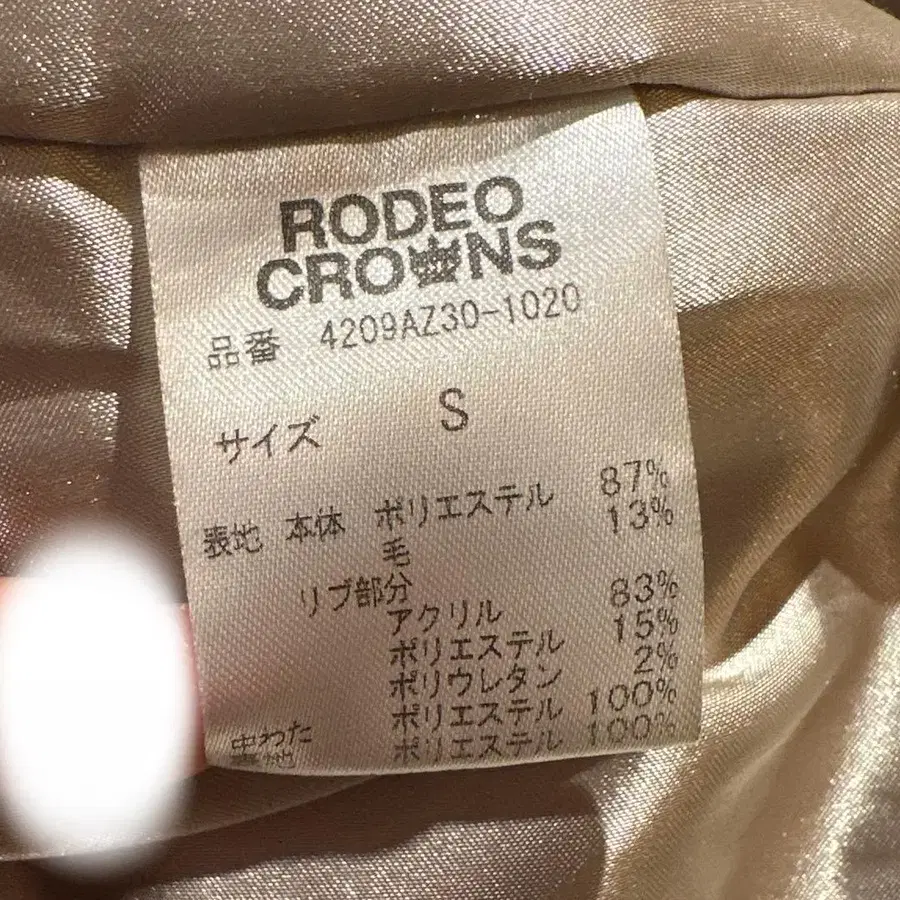 RODEO
CROWNS
品番 4209AZ30-1020
サイズ S
表地 本体 ポリエステル 87%
毛 13%
リブ部分
アクリル 83%
ポリエステル 15%
ポリウレタン 2%
中わた ポリエステル 100%
ポリエステル 100%